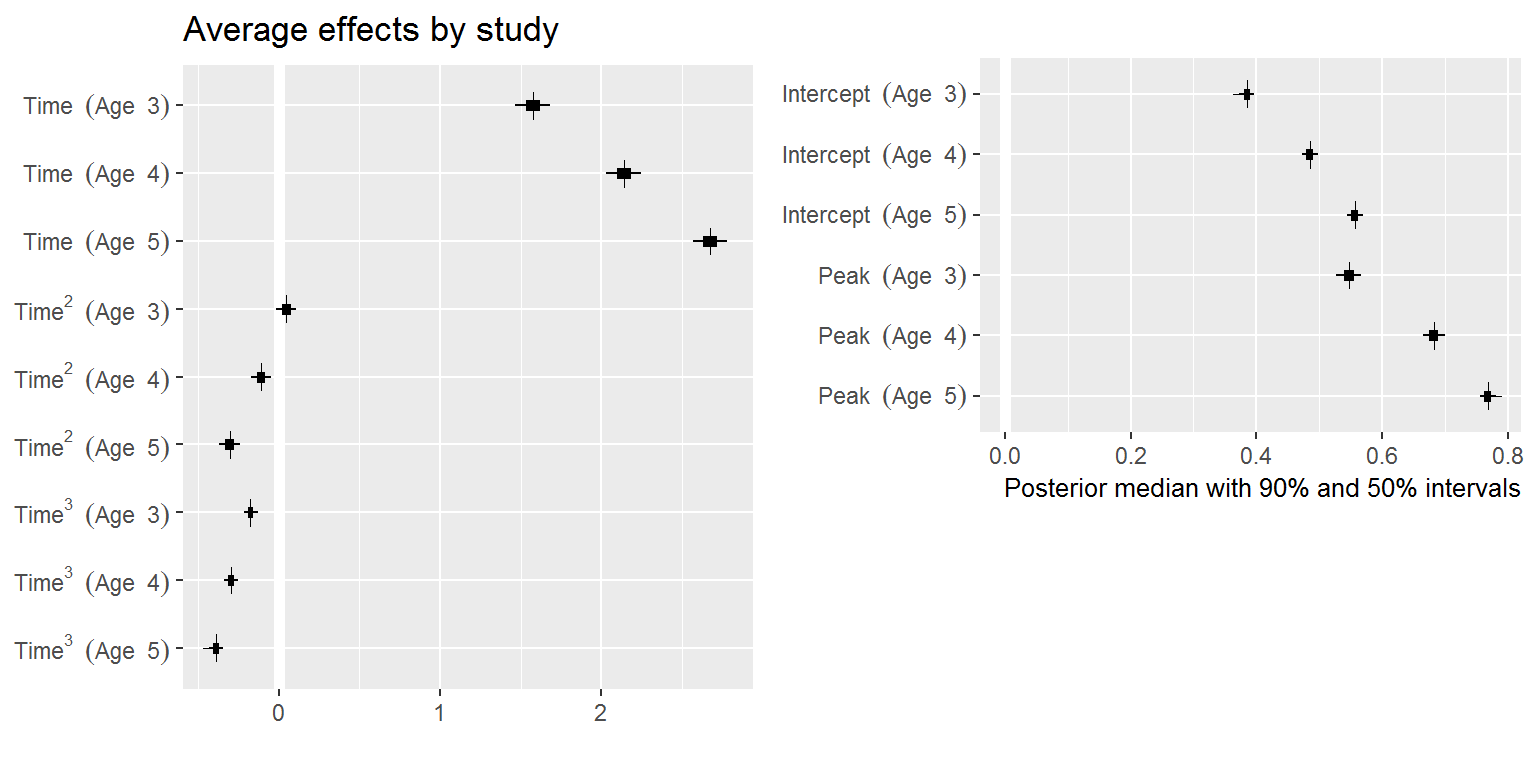 Average effects by study
Time (Age 3)
Time (Age 4)
Time (Age 5)
Time² (Age 3)
Time² (Age 4)
Time² (Age 5)
Time³ (Age 3)
Time³ (Age 4)
Time³ (Age 5)
0 1 2
Intercept (Age 3)
Intercept (Age 4)
Intercept (Age 5)
Peak (Age 3)
Peak (Age 4)
Peak (Age 5)
0.0 0.2 0.4 0.6 0.8
Posterior median with 90% and 50% intervals